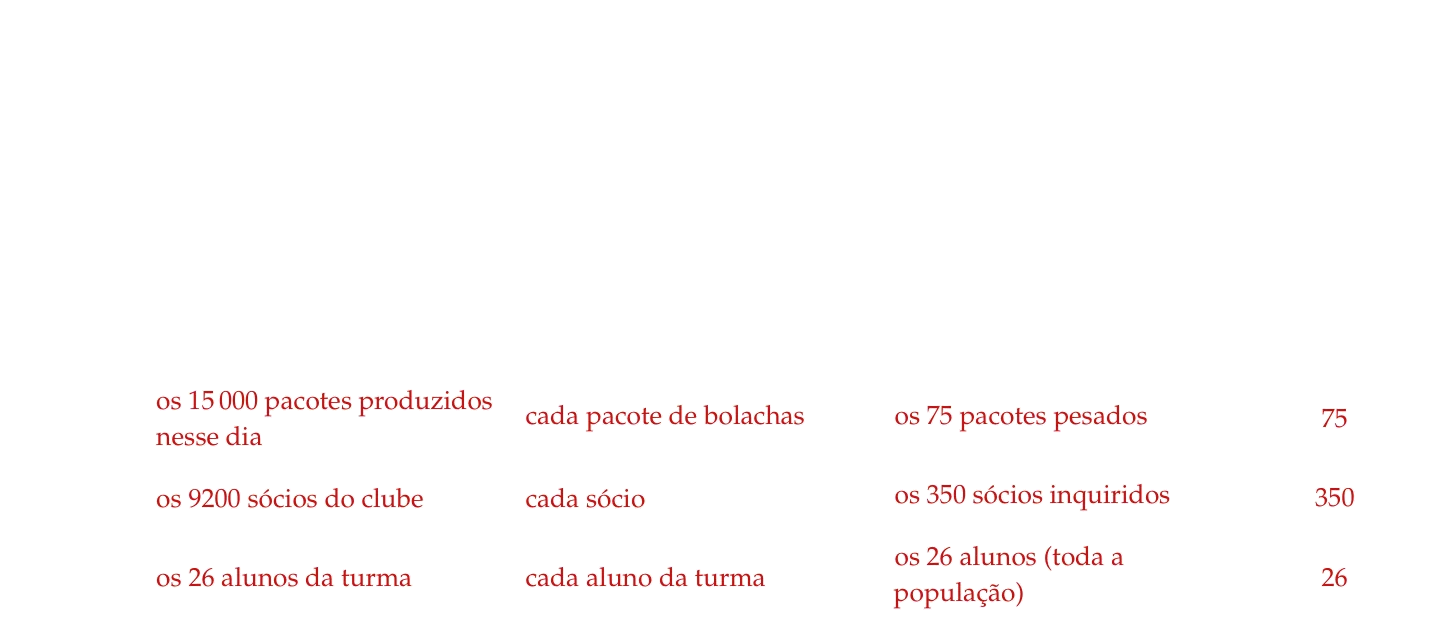 os 15 000 pacotes produzidos
nesse dia
cada pacote de bolachas
os 75 pacotes pesados
75
os 9200 sócios do clube
cada sócio
os 350 sócios inquiridos
350
os 26 alunos da turma
cada aluno da turma
os 26 alunos (toda a
população)
26